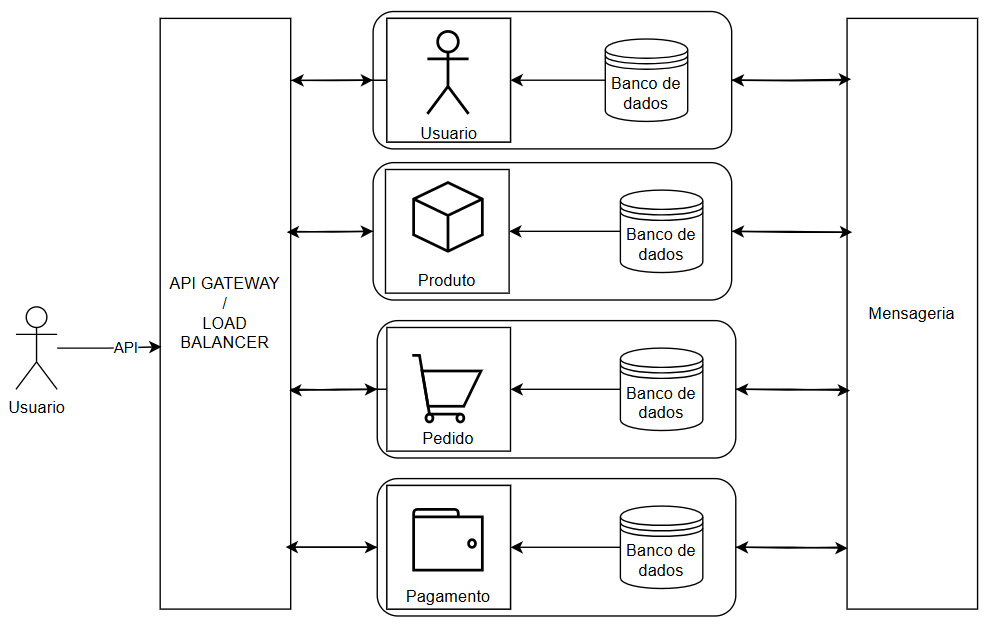 Usuario
API
API GATEWAY
/
LOAD
BALANCER
Usuario
Banco de
dados
Produto
Banco de
dados
Pedido
Banco de
dados
Pagamento
Banco de
dados
Mensageria